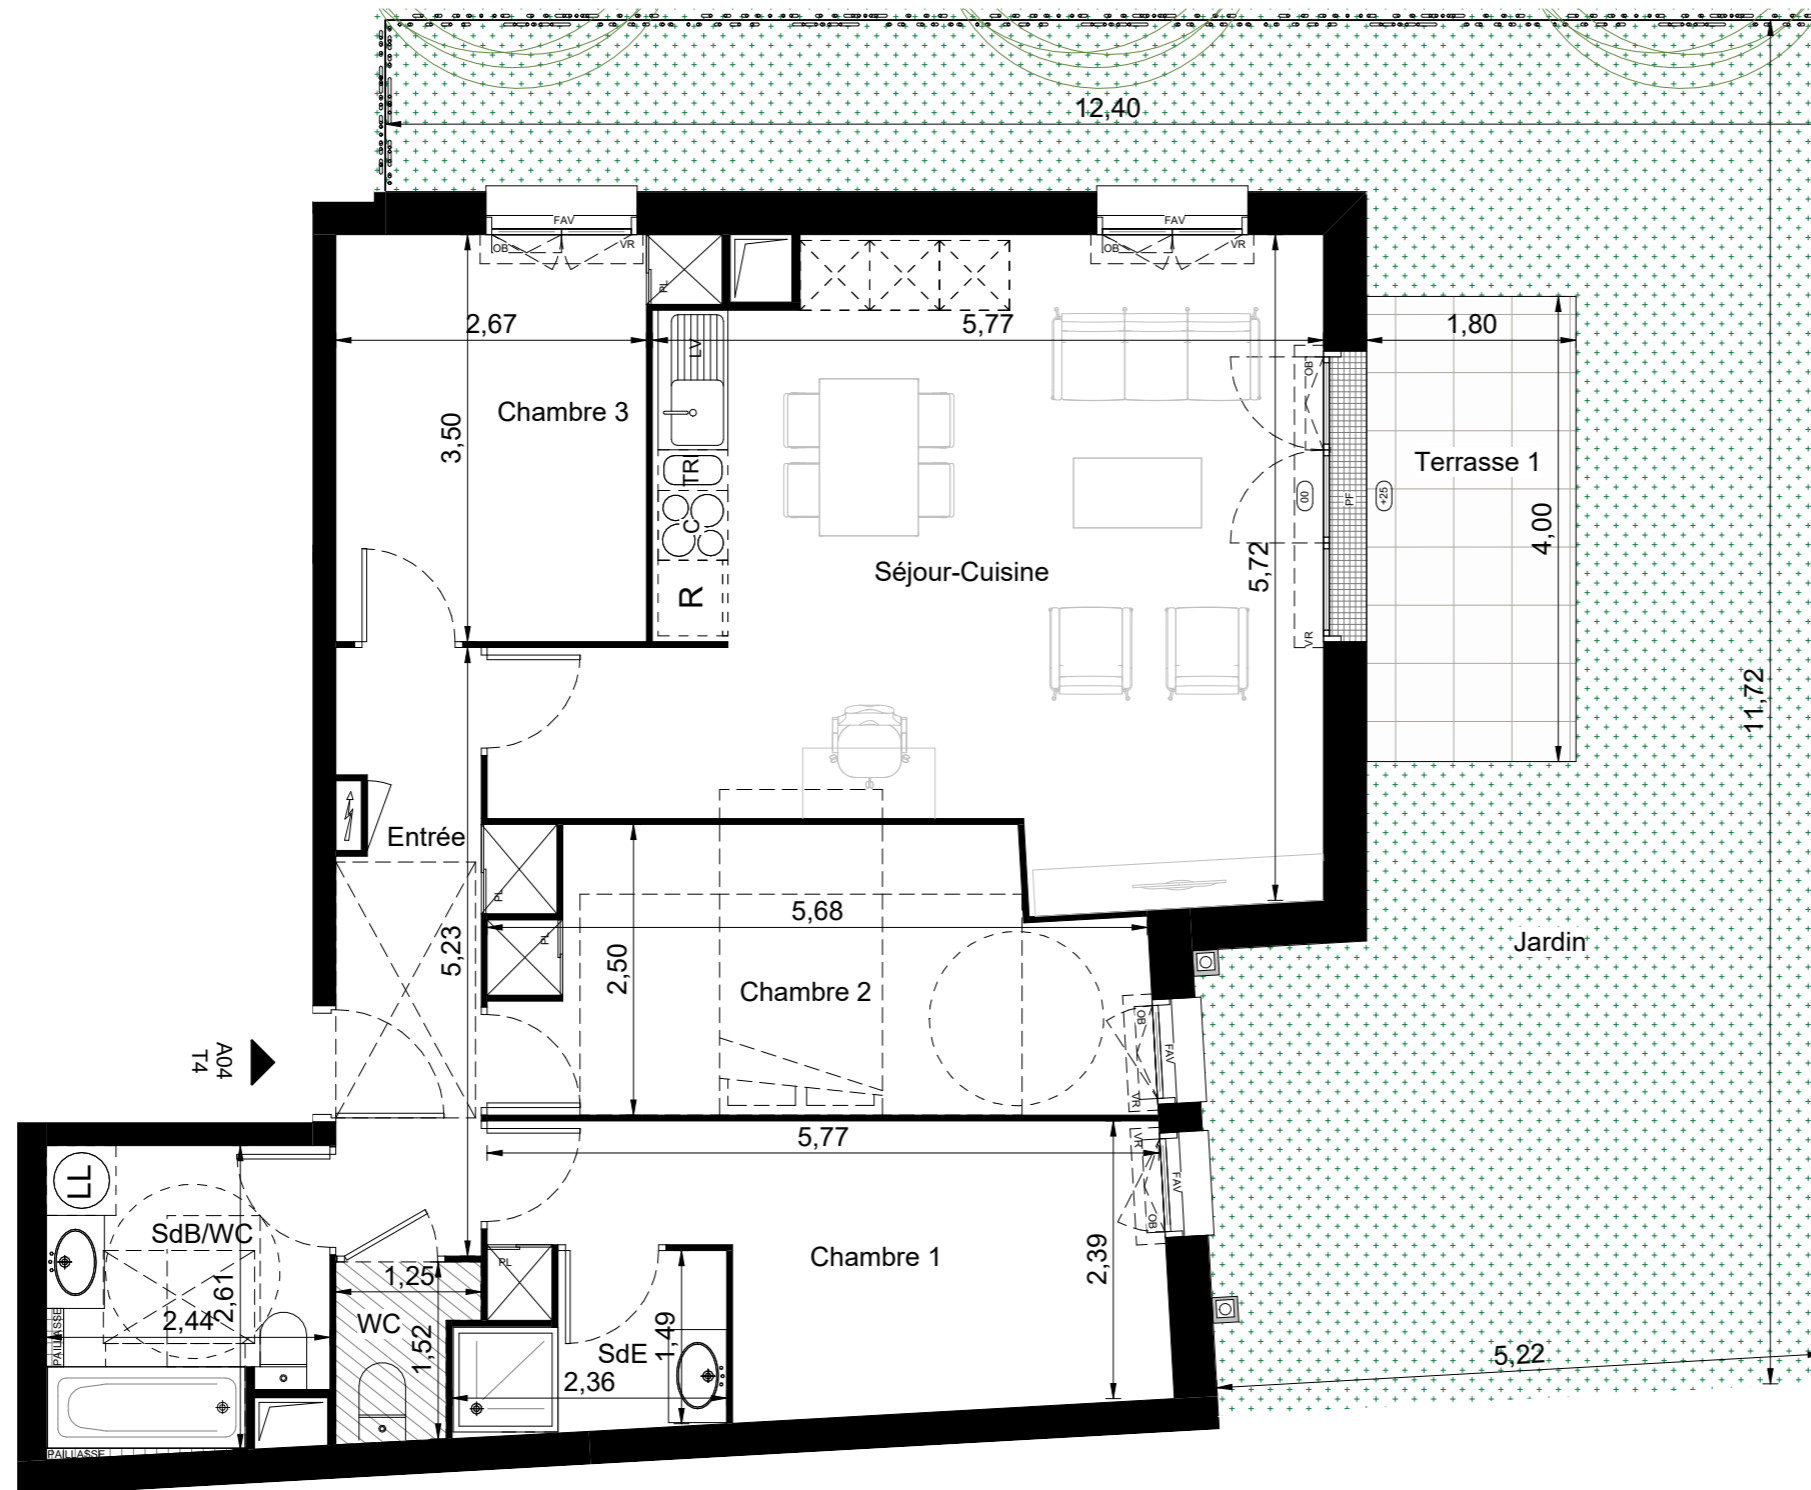 12,40
FAV
OB
VR
FAV
OB
VR
PL
2,67
5,77
1,80
LV
OB
Chambre 3
3,50
Terrasse 1
TRI
00
PF
+25
C
4,00
Séjour-Cuisine
5,72
R
VR
11,72
Entrée
PL
5,68
PL
5,23
2,50
Jardin
Chambre 2
OB
FAV
VR
A04
T4
5,77
VR
FAV
OB
LL
SdB/WC
Chambre 1
2,39
PL
1,25
2,61
2,44
WC
1,52
SdE
1,49
2,36
PAILLASSE
5,22
PAILLASSE